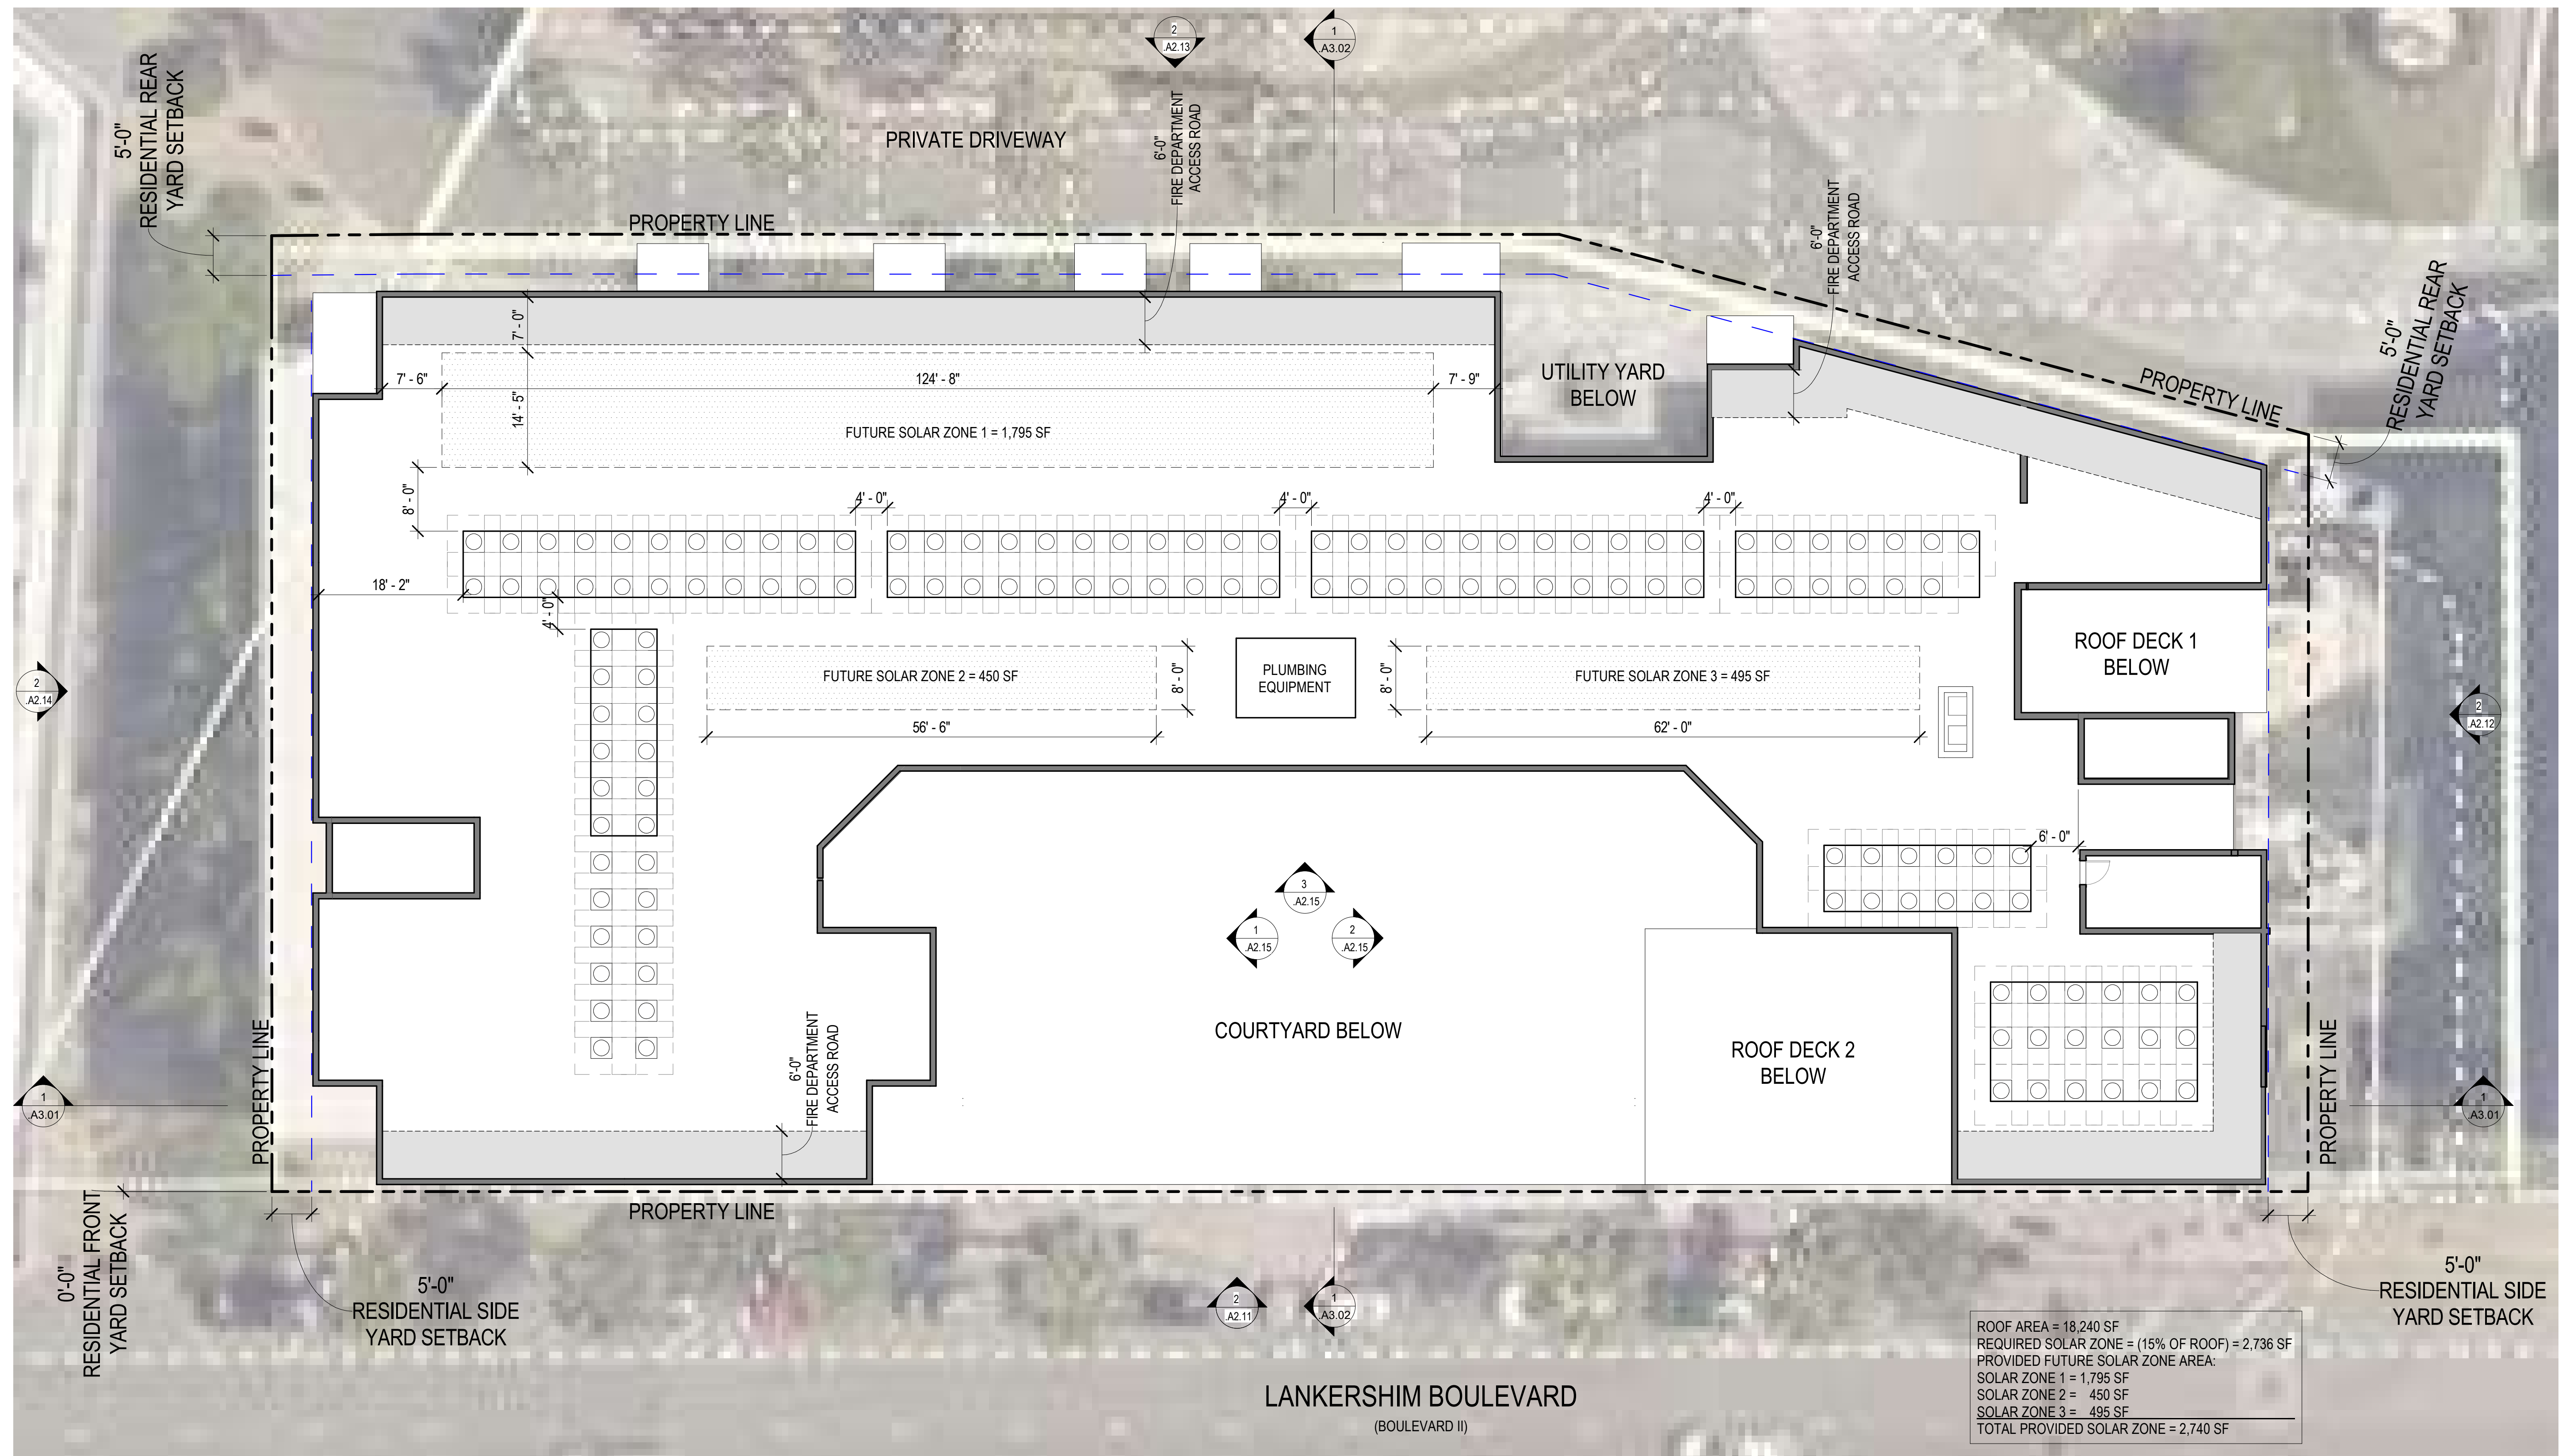 2
.A2.13
1
.A3.02
5'-0"
RESIDENTIAL REAR
YARD SETBACK
PRIVATE DRIVEWAY
6'-0"
FIRE DEPARTMENT
ACCESS ROAD
PROPERTY LINE
6'-0"
FIRE DEPARTMENT
ACCESS ROAD
5'-0"
RESIDENTIAL REAR
YARD SETBACK
PROPERTY LINE
7' - 0"
7' - 6"
124' - 8"
7' - 9"
14' - 5"
UTILITY YARD
BELOW
FUTURE SOLAR ZONE 1 = 1,795 SF
8' - 0"
4' - 0"
4' - 0"
4' - 0"
18' - 2"
4' - 0"
ROOF DECK 1
BELOW
FUTURE SOLAR ZONE 2 = 450 SF
8' - 0"
PLUMBING
EQUIPMENT
8' - 0"
FUTURE SOLAR ZONE 3 = 495 SF
56' - 6"
62' - 0"
2
.A2.14
2
.A2.12
6' - 0"
3
.A2.15
1
.A2.15
2
.A2.15
COURTYARD BELOW
ROOF DECK 2
BELOW
6'-0"
FIRE DEPARTMENT
ACCESS ROAD
PROPERTY LINE
PROPERTY LINE
1
.A3.01
1
.A3.01
0'-0"
RESIDENTIAL FRONT
YARD SETBACK
PROPERTY LINE
5'-0"
RESIDENTIAL SIDE
YARD SETBACK
2
.A2.11
1
.A3.02
5'-0"
RESIDENTIAL SIDE
YARD SETBACK
LANKERSHIM BOULEVARD
(BOULEVARD II)
ROOF AREA = 18,240 SF
REQUIRED SOLAR ZONE = (15% OF ROOF) = 2,736 SF
PROVIDED FUTURE SOLAR ZONE AREA:
SOLAR ZONE 1 = 1,795 SF
SOLAR ZONE 2 = 450 SF
SOLAR ZONE 3 = 495 SF
TOTAL PROVIDED SOLAR ZONE = 2,740 SF